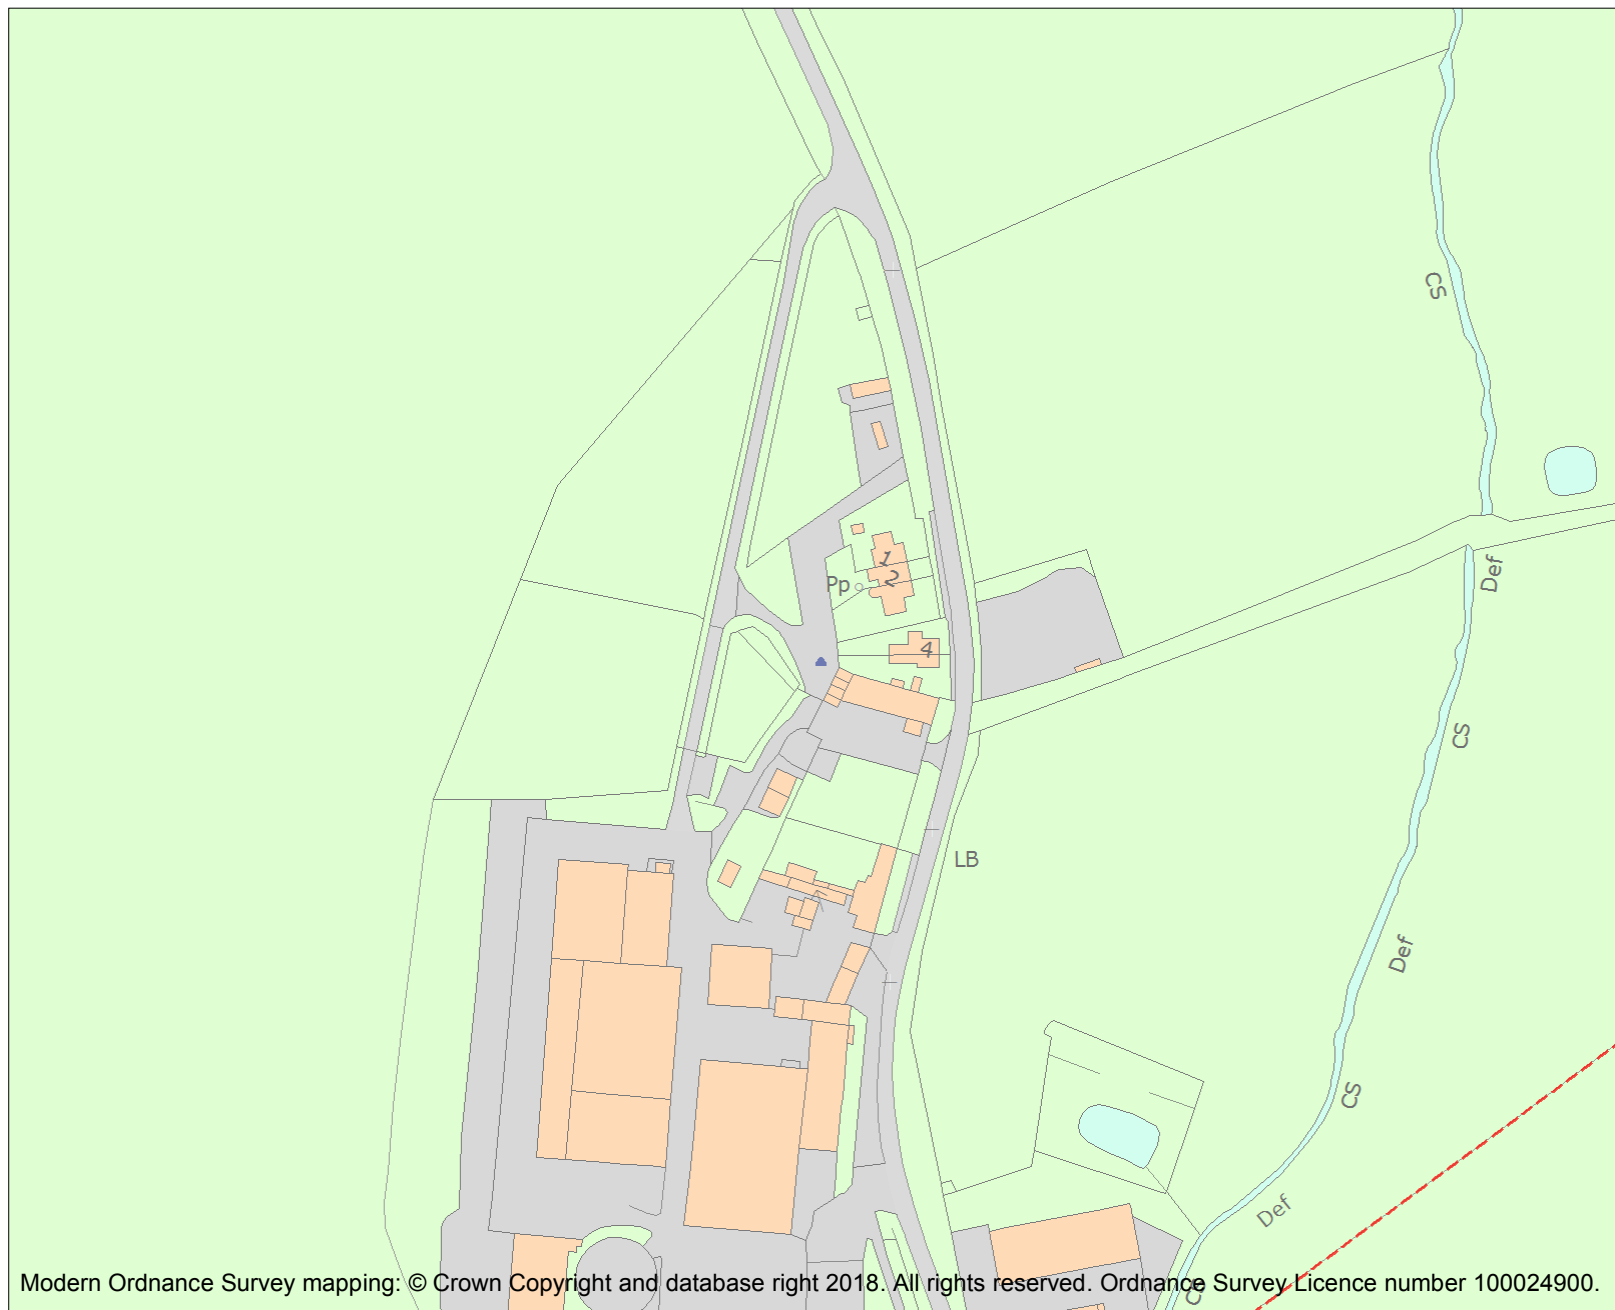 CS
1
2
Pp
Def
4
CS
LB
Def
CS
Def
CS
Modern Ordnance Survey mapping: © Crown Copyright and database right 2018. All rights reserved. Ordnance Survey Licence number 100024900.